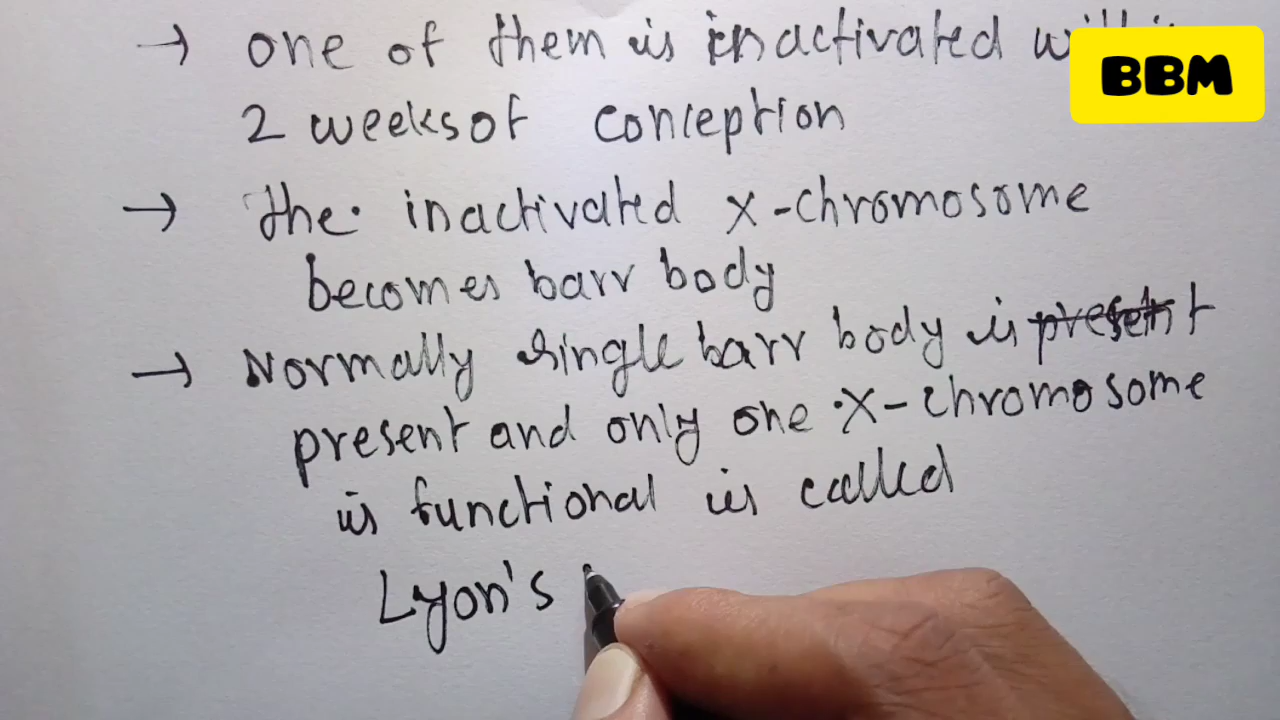 → one of them is inactivated
BBM
2 weeks of conception
→ The inactivated X-chromosome
becomes barr body
→ Normally single barr body is present
present and only one X-chromosome
is functional is called
Lyon's